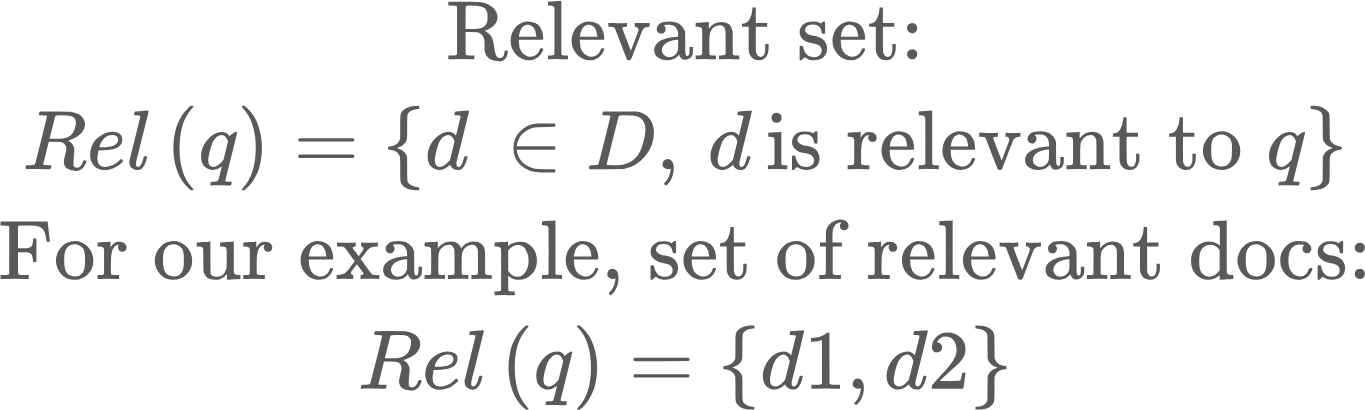 Relevant set:
Rel (q) = {d ∈ D, d is relevant to q}
For our example, set of relevant docs:
Rel (q) = {d1, d2}